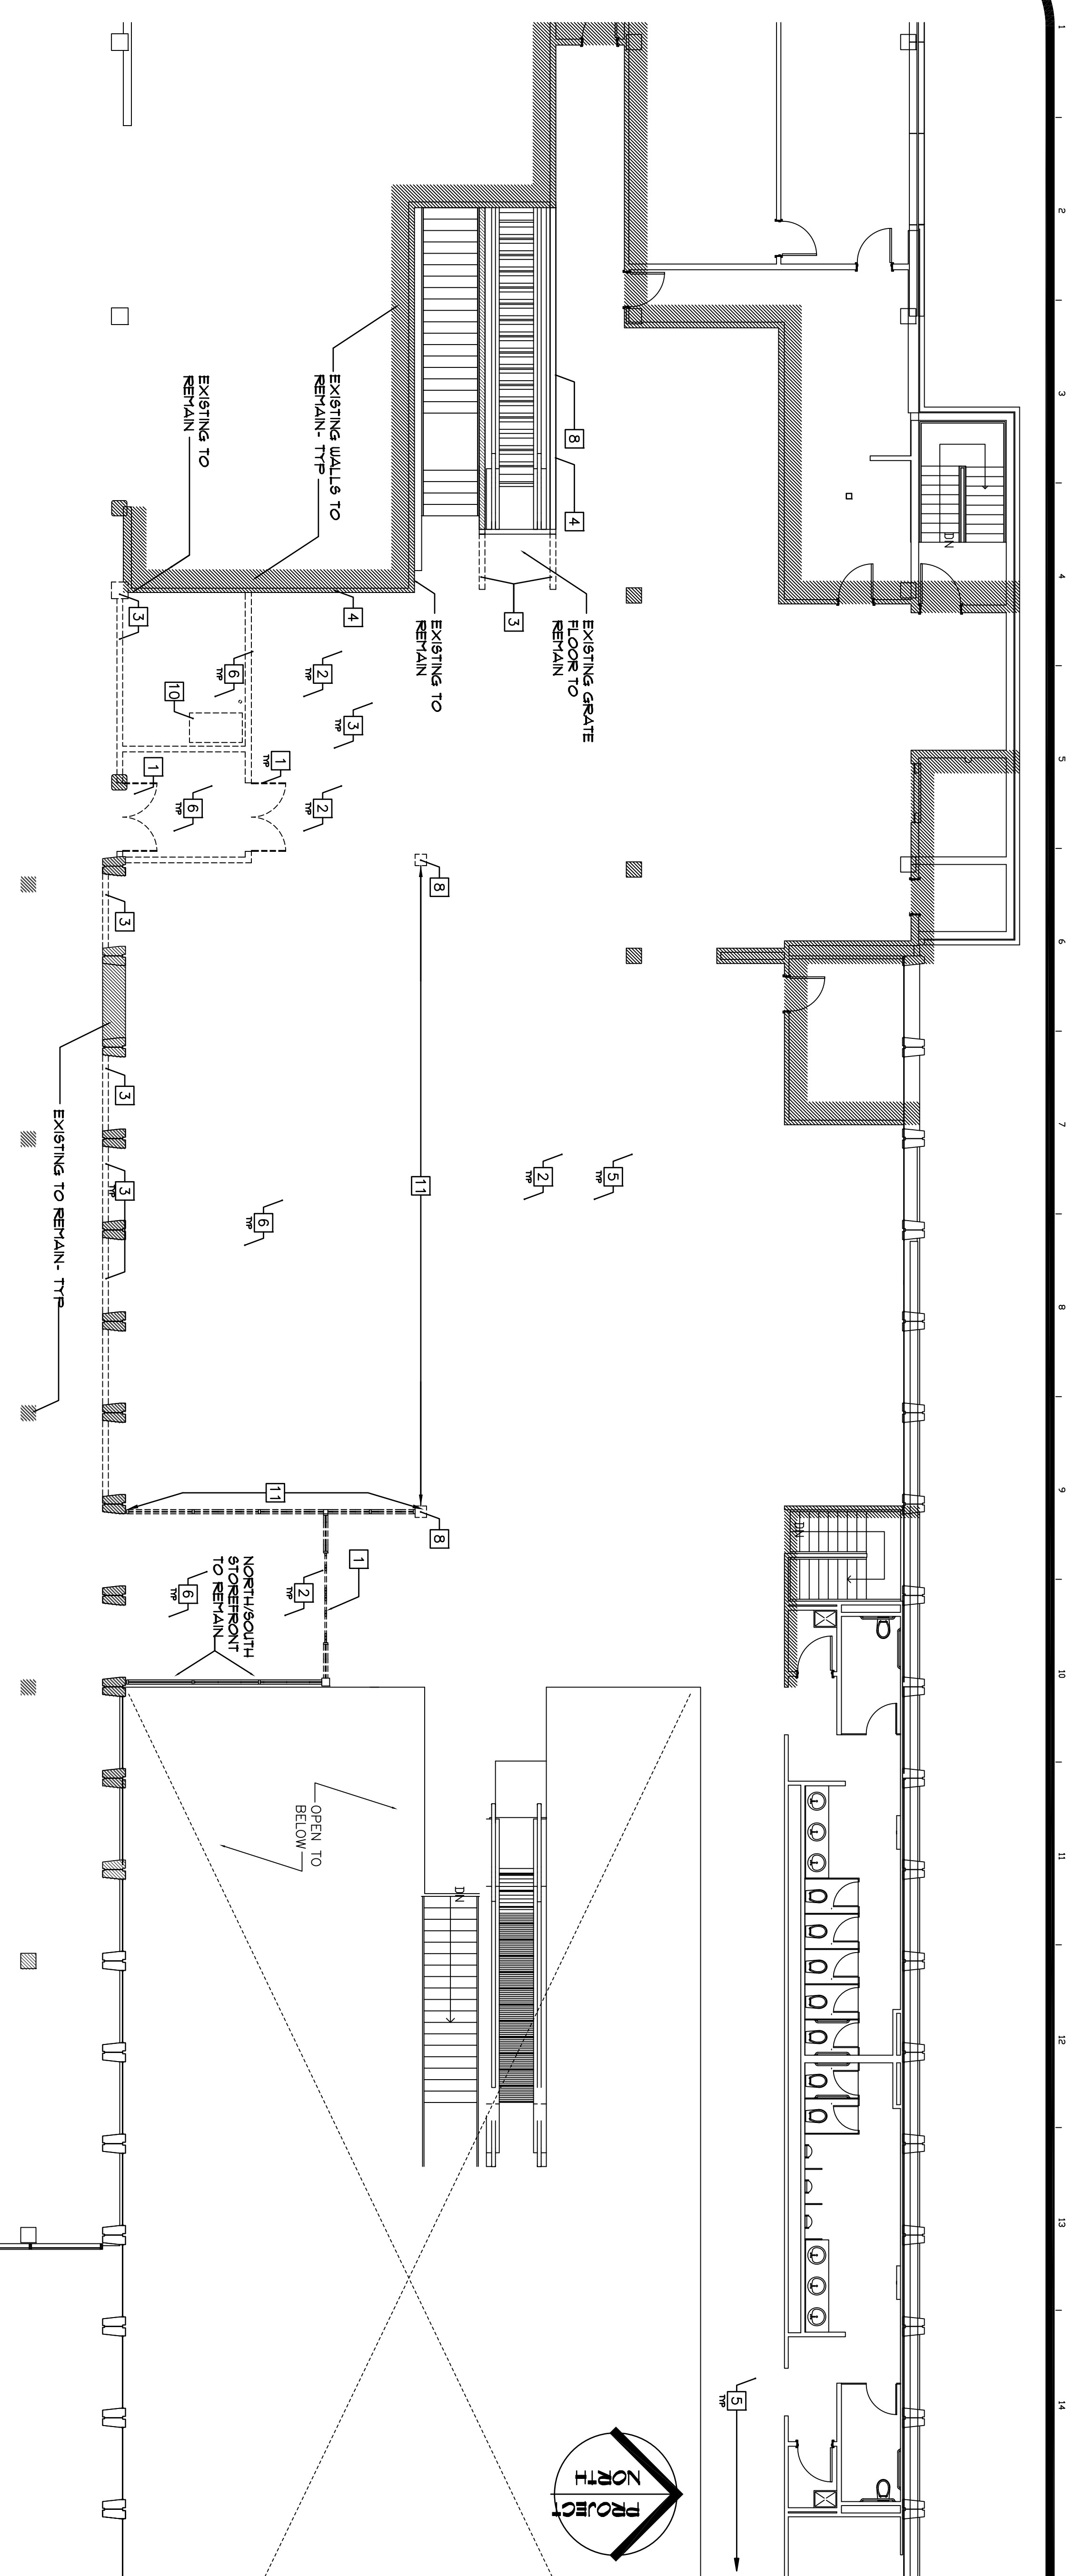 1
2
3
4
5
6
7
8
9
10
11
12
13
14
DN
8
4
EXISTING TO
REMAIN
EXISTING WALLS TO
REMAIN- TYP
3
EXISTING GRATE
FLOOR TO
REMAIN
EXISTING TO
REMAIN
4
3
6
TYP
2
TYP
3
TYP
10
1
1
TYP
6
TYP
2
TYP
8
3
3
3
TYP
EXISTING TO REMAIN- TYP
11
2
TYP
5
TYP
6
TYP
11
8
DN
1
2
TYP
6
TYP
NORTH/SOUTH
STOREFRONT
TO REMAIN
OPEN TO
BELOW
DN
5
TYP
PROJECT
NORTH